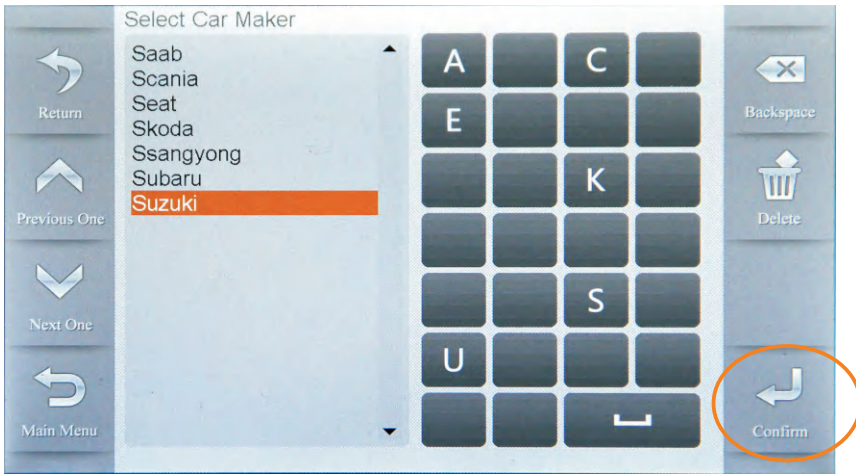 Select Car Maker
Saab
Scania
Seat
Skoda
Ssangyong
Subaru
Suzuki
Return
Previous One
Next One
Main Menu
A C
E
K
S
U
Backspace
Delete
Confirm